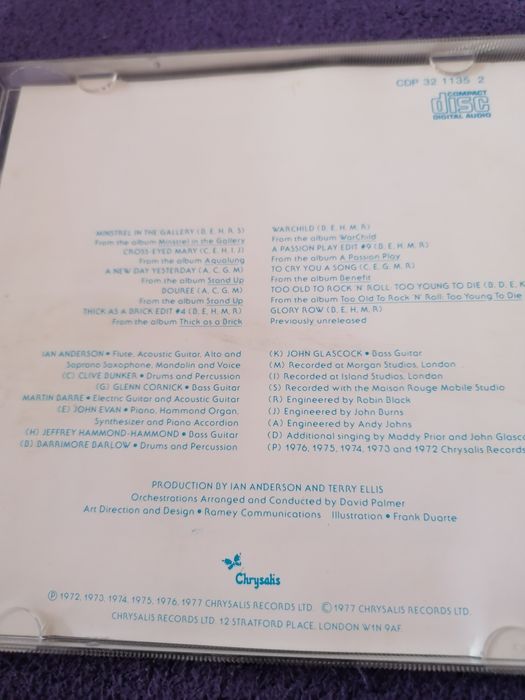 CDP 32 1135 2
COMPACT
disc
DIGITAL AUDIO
MINSTREL IN THE GALLERY (B, E, H, R, S)
From the album Minstrel in the Gallery
CROSS-EYED MARY (C, E, H, I, J)
From the album Aqualung
A NEW DAY YESTERDAY (A, C, G, M)
From the album Stand Up
BOUREE (A, C, G, M)
From the album Stand Up
THICK AS A BRICK EDIT #4 (B, E, H, M, R)
From the album Thick as a Brick
WARCHILD (B, E, H, M, R)
From the album WarChild
A PASSION PLAY EDIT #9 (B, E, H, M, R)
From the album A Passion Play
TO CRY YOU A SONG (C, E, G, M, R)
From the album Benefit
TOO OLD TO ROCK 'N' ROLL: TOO YOUNG TO DIE (B, D, E, K
From the album Too Old To Rock 'N' Roll: Too Young To Die
GLORY ROW (B, E, H, M, R)
Previously unreleased
IAN ANDERSON • Flute, Acoustic Guitar, Alto and
Soprano Saxophone, Mandolin and Voice
(C) CLIVE BUNKER • Drums and Percussion
(G) GLENN CORNICK • Bass Guitar
MARTIN BARRE • Electric Guitar and Acoustic Guitar
(E) JOHN EVAN • Piano, Hammond Organ,
Synthesizer and Piano Accordion
(H) JEFFREY HAMMOND-HAMMOND • Bass Guitar
(B) BARRIMORE BARLOW • Drums and Percussion
(K) JOHN GLASCOCK • Bass Guitar
(M) Recorded at Morgan Studios, London
(I) Recorded at Island Studios, London
(S) Recorded with the Maison Rouge Mobile Studio
(R) Engineered by Robin Black
(J) Engineered by John Burns
(A) Engineered by Andy Johns
(D) Additional singing by Maddy Prior and John Glasco
(P) 1976, 1975, 1974, 1973 and 1972 Chrysalis Records
PRODUCTION BY IAN ANDERSON AND TERRY ELLIS
Orchestrations Arranged and Conducted by David Palmer
Art Direction and Design • Ramey Communications Illustration • Frank Duarte
Chrysalis
Ⓟ 1972, 1973, 1974, 1975, 1976, 1977 CHRYSALIS RECORDS LTD. © 1977 CHRYSALIS RECORDS LTD.
CHRYSALIS RECORDS LTD. 12 STRATFORD PLACE, LONDON W1N 9AF.